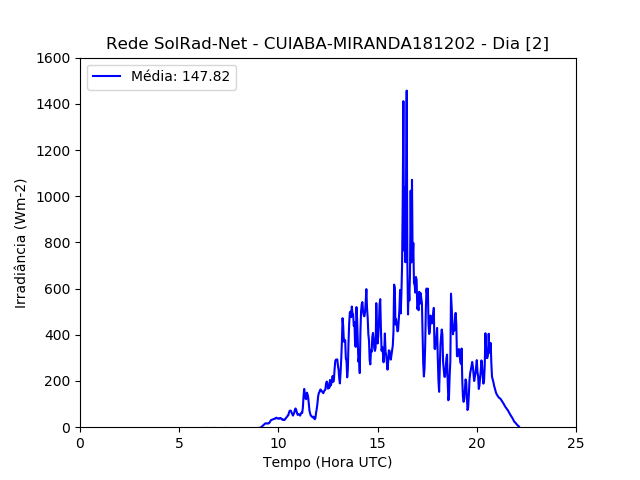 Rede SolRad-Net - CUIABA-MIRANDA181202 - Dia [2]
Média: 147.82
1600
1400
1200
1000
800
600
400
200
0
Irradiância (Wm-2)
0 5 10 15 20 25
Tempo (Hora UTC)